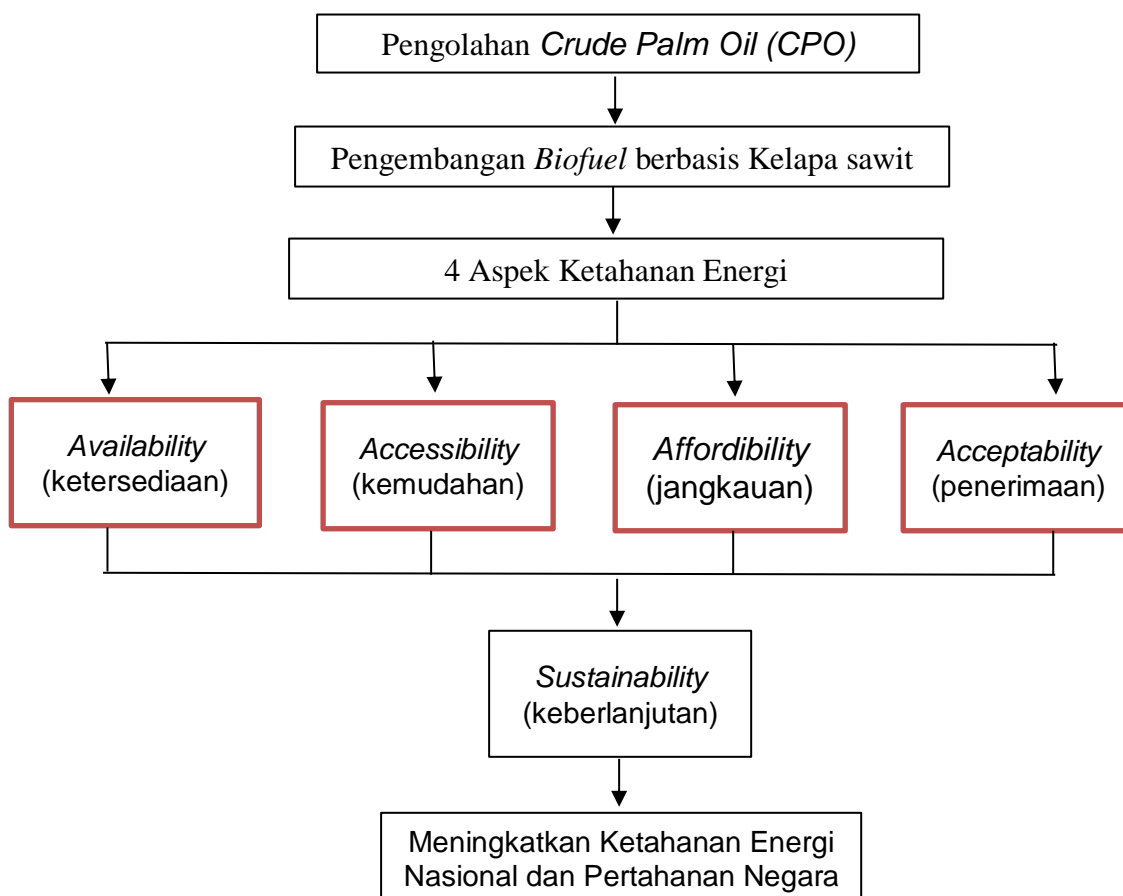 Pengolahan Crude Palm Oil (CPO)
Pengembangan Biofuel berbasis Kelapa sawit
4 Aspek Ketahanan Energi
Availability
(ketersediaan)
Accessibility
(kemudahan)
Affordibility
(jangkauan)
Acceptability
(penerimaan)
Sustainability
(keberlanjutan)
Meningkatkan Ketahanan Energi
Nasional dan Pertahanan Negara